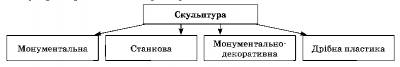 Скульптура
Монументальна
Станкова
Монументально-
декоративна
Дрібна пластика